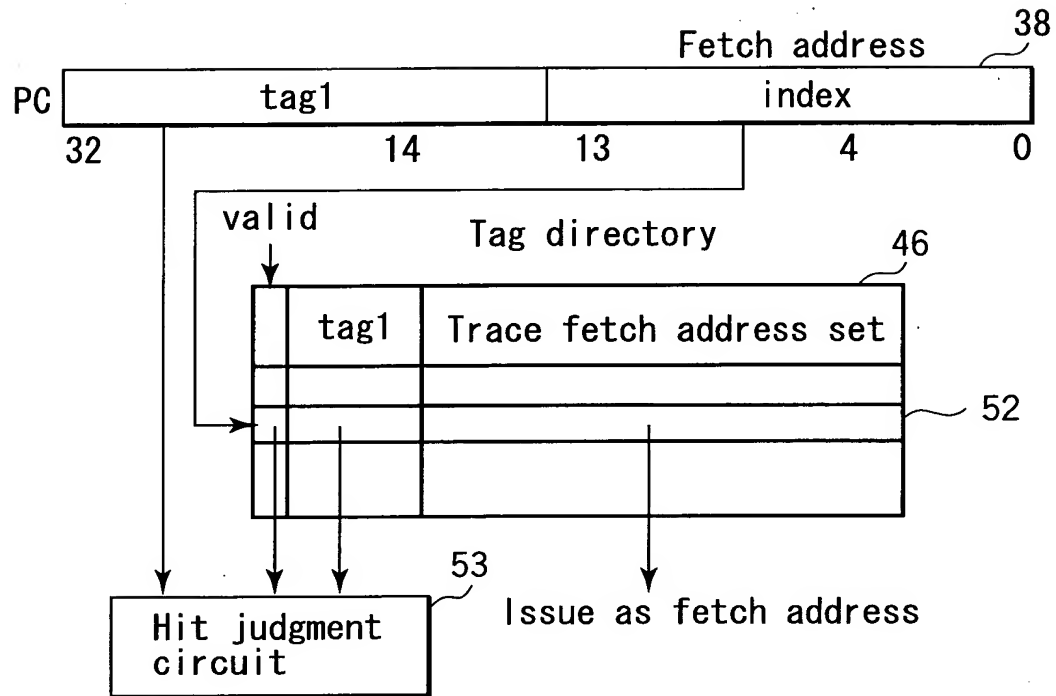 Fetch address 38
PC tag1 index
32 14 13 4 0
valid Tag directory
46
tag1 Trace fetch address set
52
53
Issue as fetch address
Hit judgment
circuit